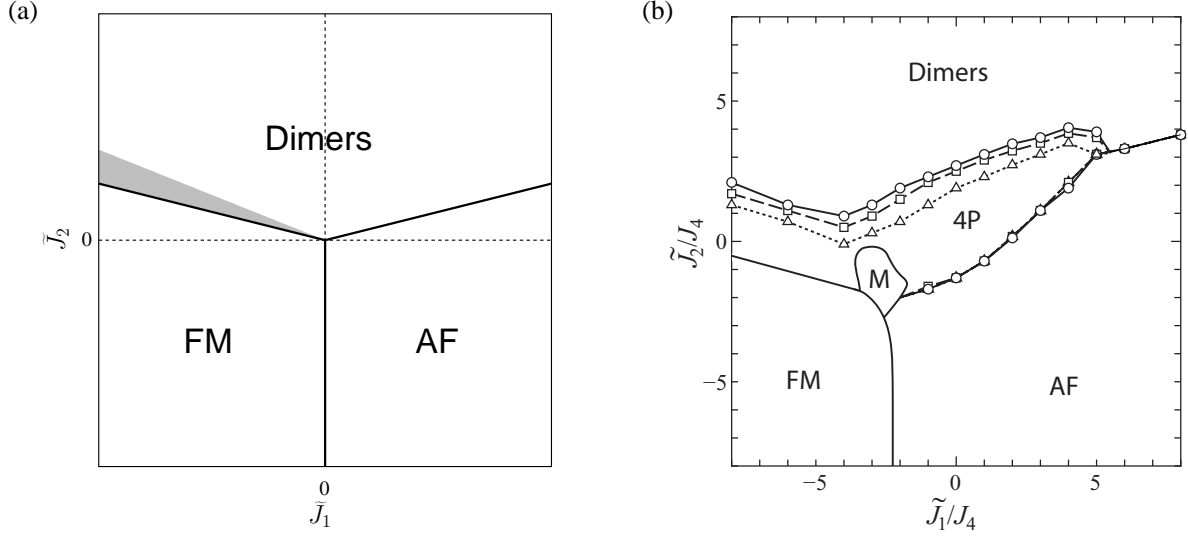 (a)
Dimers
J̃₂
0
FM
AF
0
J̃₁
(b)
Dimers
5
4P
J̃₂/J₄
0
M
FM
AF
−5
−5
0
5
J̃₁/J₄